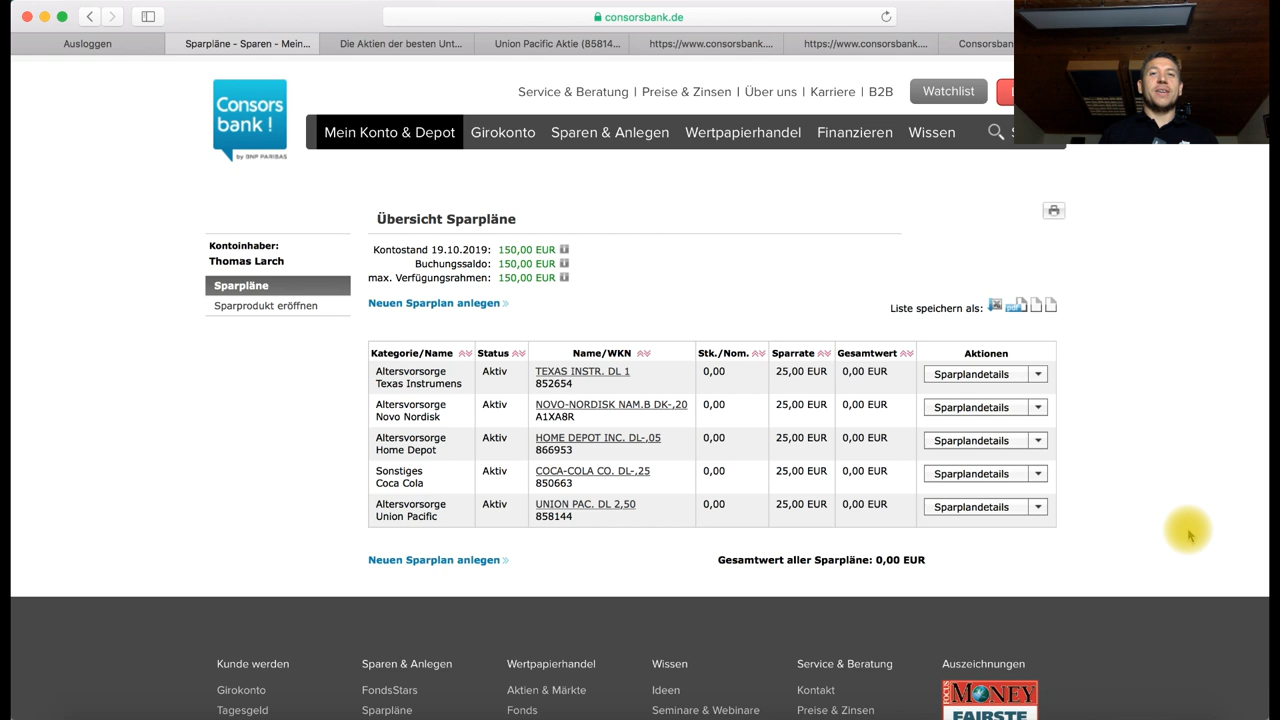 consorsbank.de
Ausloggen
Sparpläne - Sparen - Mein...
Die Aktien der besten Unt...
Union Pacific Aktie (85814...
https://www.consorsbank....
https://www.consorsbank....
Consorsban
Consors
bank!
by BNP PARIBAS
Service & Beratung | Preise & Zinsen | Über uns | Karriere | B2B
Watchlist
Mein Konto & Depot
Girokonto
Sparen & Anlegen
Wertpapierhandel
Finanzieren
Wissen
Übersicht Sparpläne
Kontoinhaber:
Thomas Larch
Sparpläne
Sparprodukt eröffnen
Kontostand 19.10.2019: 150,00 EUR
Buchungssaldo: 150,00 EUR
max. Verfügungsrahmen: 150,00 EUR
Neuen Sparplan anlegen »
Liste speichern als: pdf
Kategorie/Name Status Name/WKN Stk./Nom. Sparrate Gesamtwert Aktionen
Altersvorsorge Aktiv TEXAS INSTR. DL 1 0,00 25,00 EUR 0,00 EUR Sparplandetails
Texas Instrumens 852654
Altersvorsorge Aktiv NOVO-NORDISK NAM.B DK-,20 0,00 25,00 EUR 0,00 EUR Sparplandetails
Novo Nordisk A1XA8R
Altersvorsorge Aktiv HOME DEPOT INC. DL-,05 0,00 25,00 EUR 0,00 EUR Sparplandetails
Home Depot 866953
Sonstiges Aktiv COCA-COLA CO. DL-,25 0,00 25,00 EUR 0,00 EUR Sparplandetails
Coca Cola 850663
Altersvorsorge Aktiv UNION PAC. DL 2,50 0,00 25,00 EUR 0,00 EUR Sparplandetails
Union Pacific 858144
Neuen Sparplan anlegen »
Gesamtwert aller Sparpläne: 0,00 EUR
Kunde werden
Sparen & Anlegen
Wertpapierhandel
Wissen
Service & Beratung
Auszeichnungen
Girokonto
FondsStars
Aktien & Märkte
Ideen
Kontakt
Tagesgeld
Sparpläne
Fonds
Seminare & Webinare
Preise & Zinsen
FOCUS MONEY
FAIRSTE